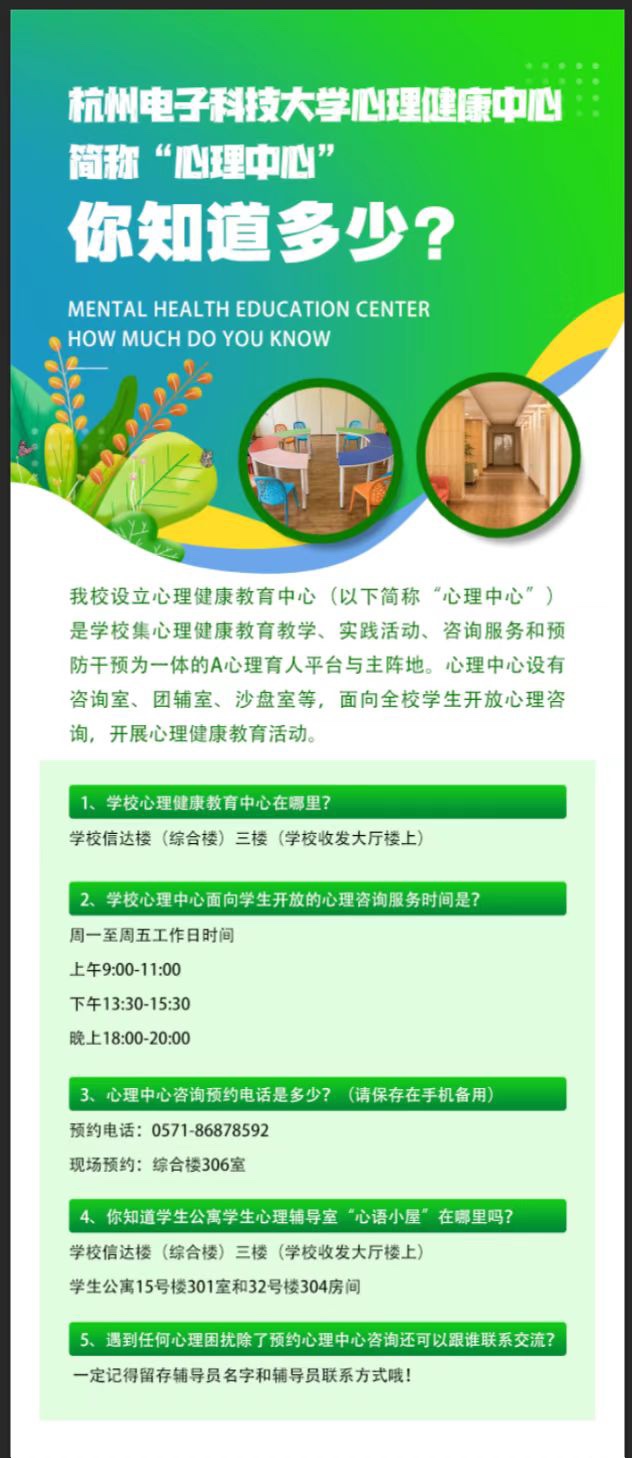 杭州电子科技大学心理健康中心
简称“心理中心”
你知道多少？
MENTAL HEALTH EDUCATION CENTER
HOW MUCH DO YOU KNOW
我校设立心理健康教育中心（以下简称“心理中心”）
是学校集心理健康教育教学、实践活动、咨询服务和预
防干预为一体的A心理育人平台与主阵地。心理中心设有
咨询室、团辅室、沙盘室等，面向全校学生开放心理咨
询，开展心理健康教育活动。
1、学校心理健康教育中心在哪里？
学校信达楼（综合楼）三楼（学校收发大厅楼上）
2、学校心理中心面向学生开放的心理咨询服务时间是？
周一至周五工作日时间
上午9:00-11:00
下午13:30-15:30
晚上18:00-20:00
3、心理中心咨询预约电话是多少？（请保存在手机备用）
预约电话：0571-86878592
现场预约：综合楼306室
4、你知道学生公寓学生心理辅导室“心语小屋”在哪里吗？
学校信达楼（综合楼）三楼（学校收发大厅楼上）
学生公寓15号楼301室和32号楼304房间
5、遇到任何心理困扰除了预约心理中心咨询还可以跟谁联系交流？
一定记得留存辅导员名字和辅导员联系方式哦！